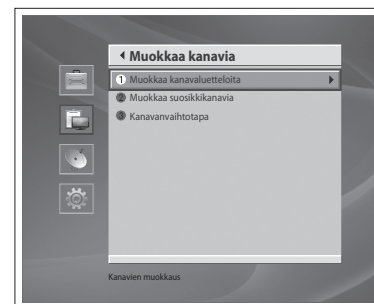 Muokkaa kanavia
1 Muokkaa kanavaluetteloita
2 Muokkaa suosikkikanavia
3 Kanavanvaihtotapa
Kanavien muokkaus